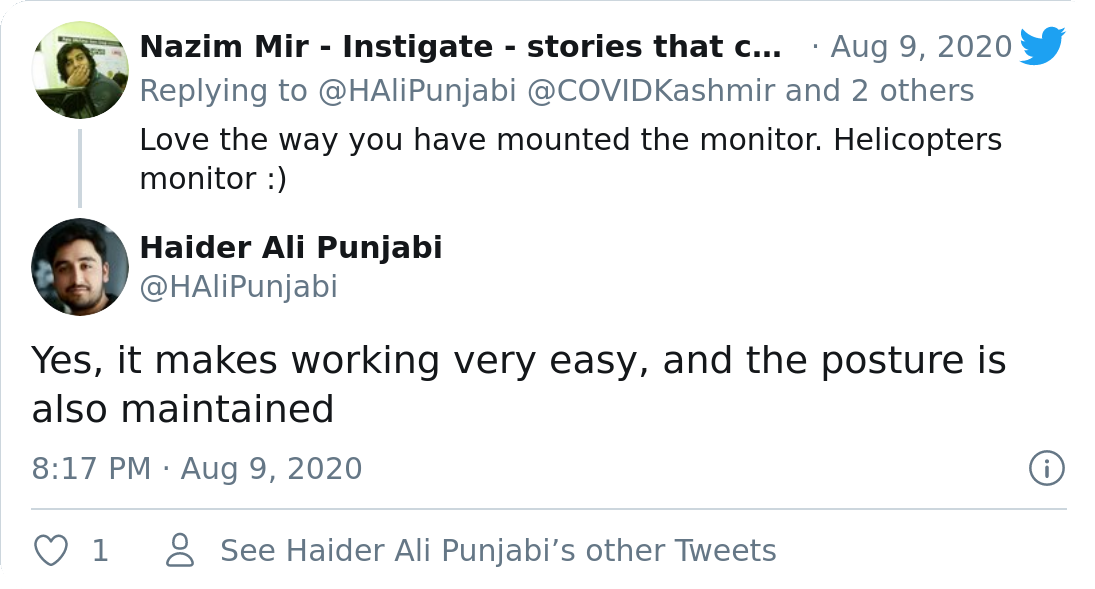 Nazim Mir - Instigate - stories that c… · Aug 9, 2020
Replying to @HAliPunjabi @COVIDKashmir and 2 others
Love the way you have mounted the monitor. Helicopters
monitor :)
Haider Ali Punjabi
@HAliPunjabi
Yes, it makes working very easy, and the posture is
also maintained
8:17 PM · Aug 9, 2020
1 See Haider Ali Punjabi’s other Tweets